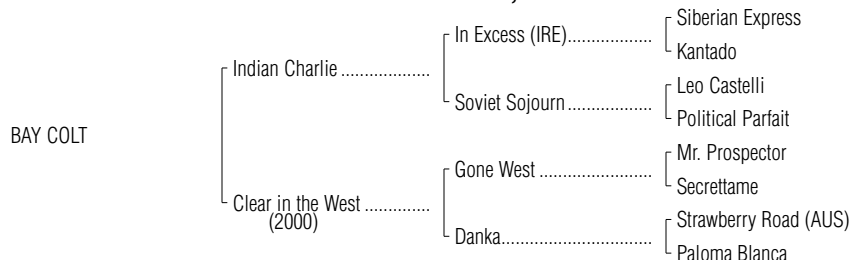 Siberian Express
In Excess (IRE)..................
Kantado
Indian Charlie ...................
Leo Castelli
Soviet Sojourn ..................
Political Parfait
BAY COLT
Mr. Prospector
Gone West ........................
Secrettame
Clear in the West ..............
(2000)
Strawberry Road (AUS)
Danka................................
Paloma Blanca